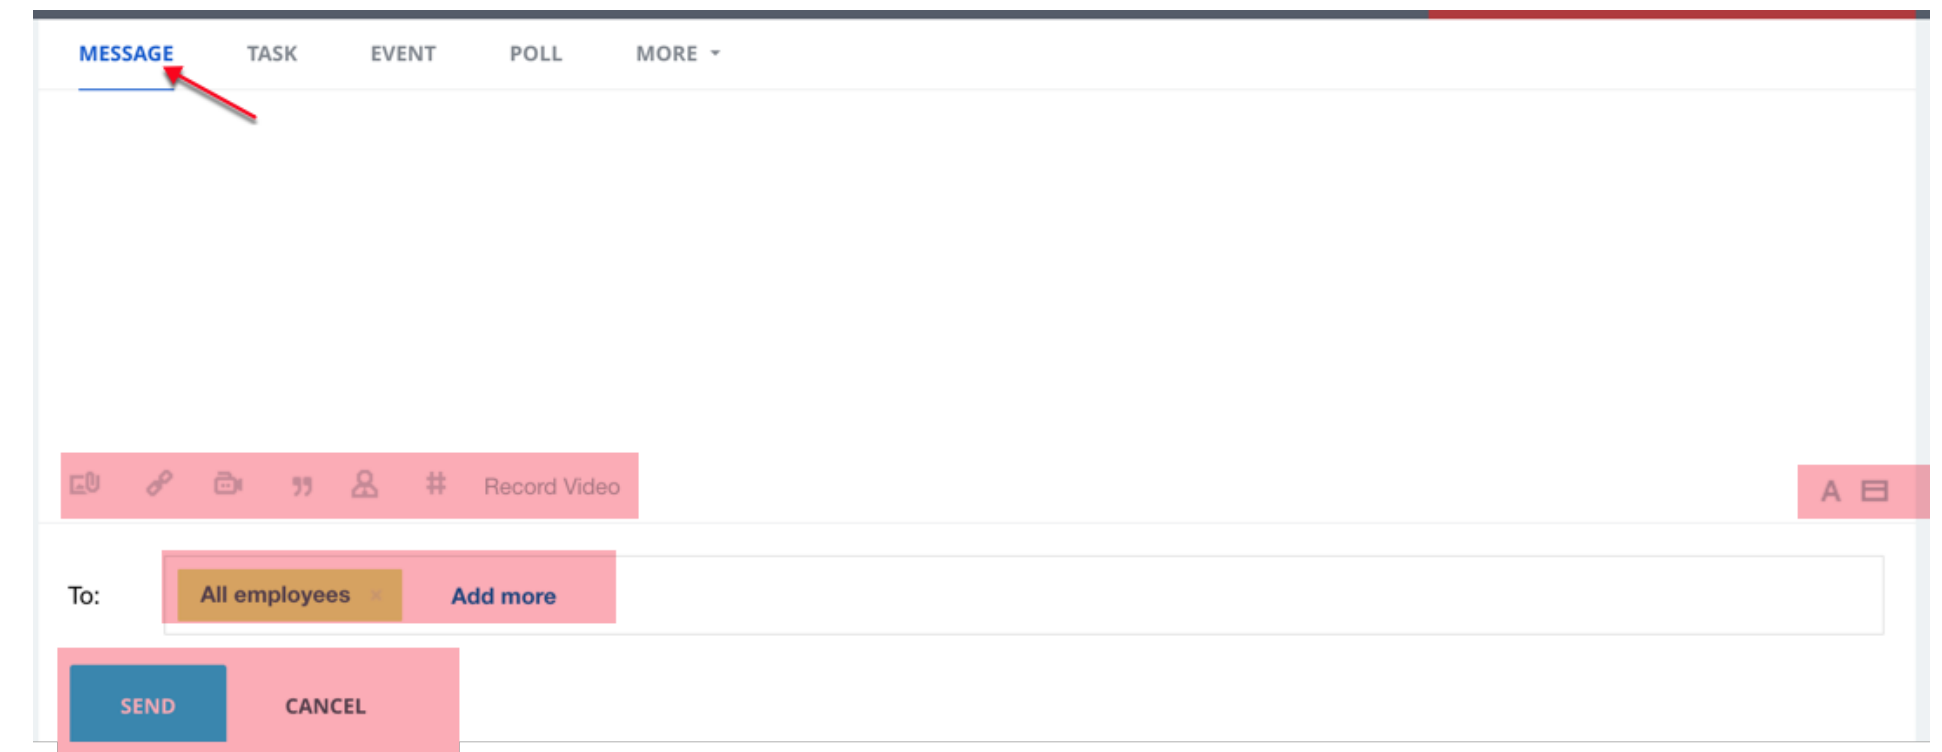 MESSAGE TASK EVENT POLL MORE
Record Video A
To: All employees × Add more
SEND CANCEL